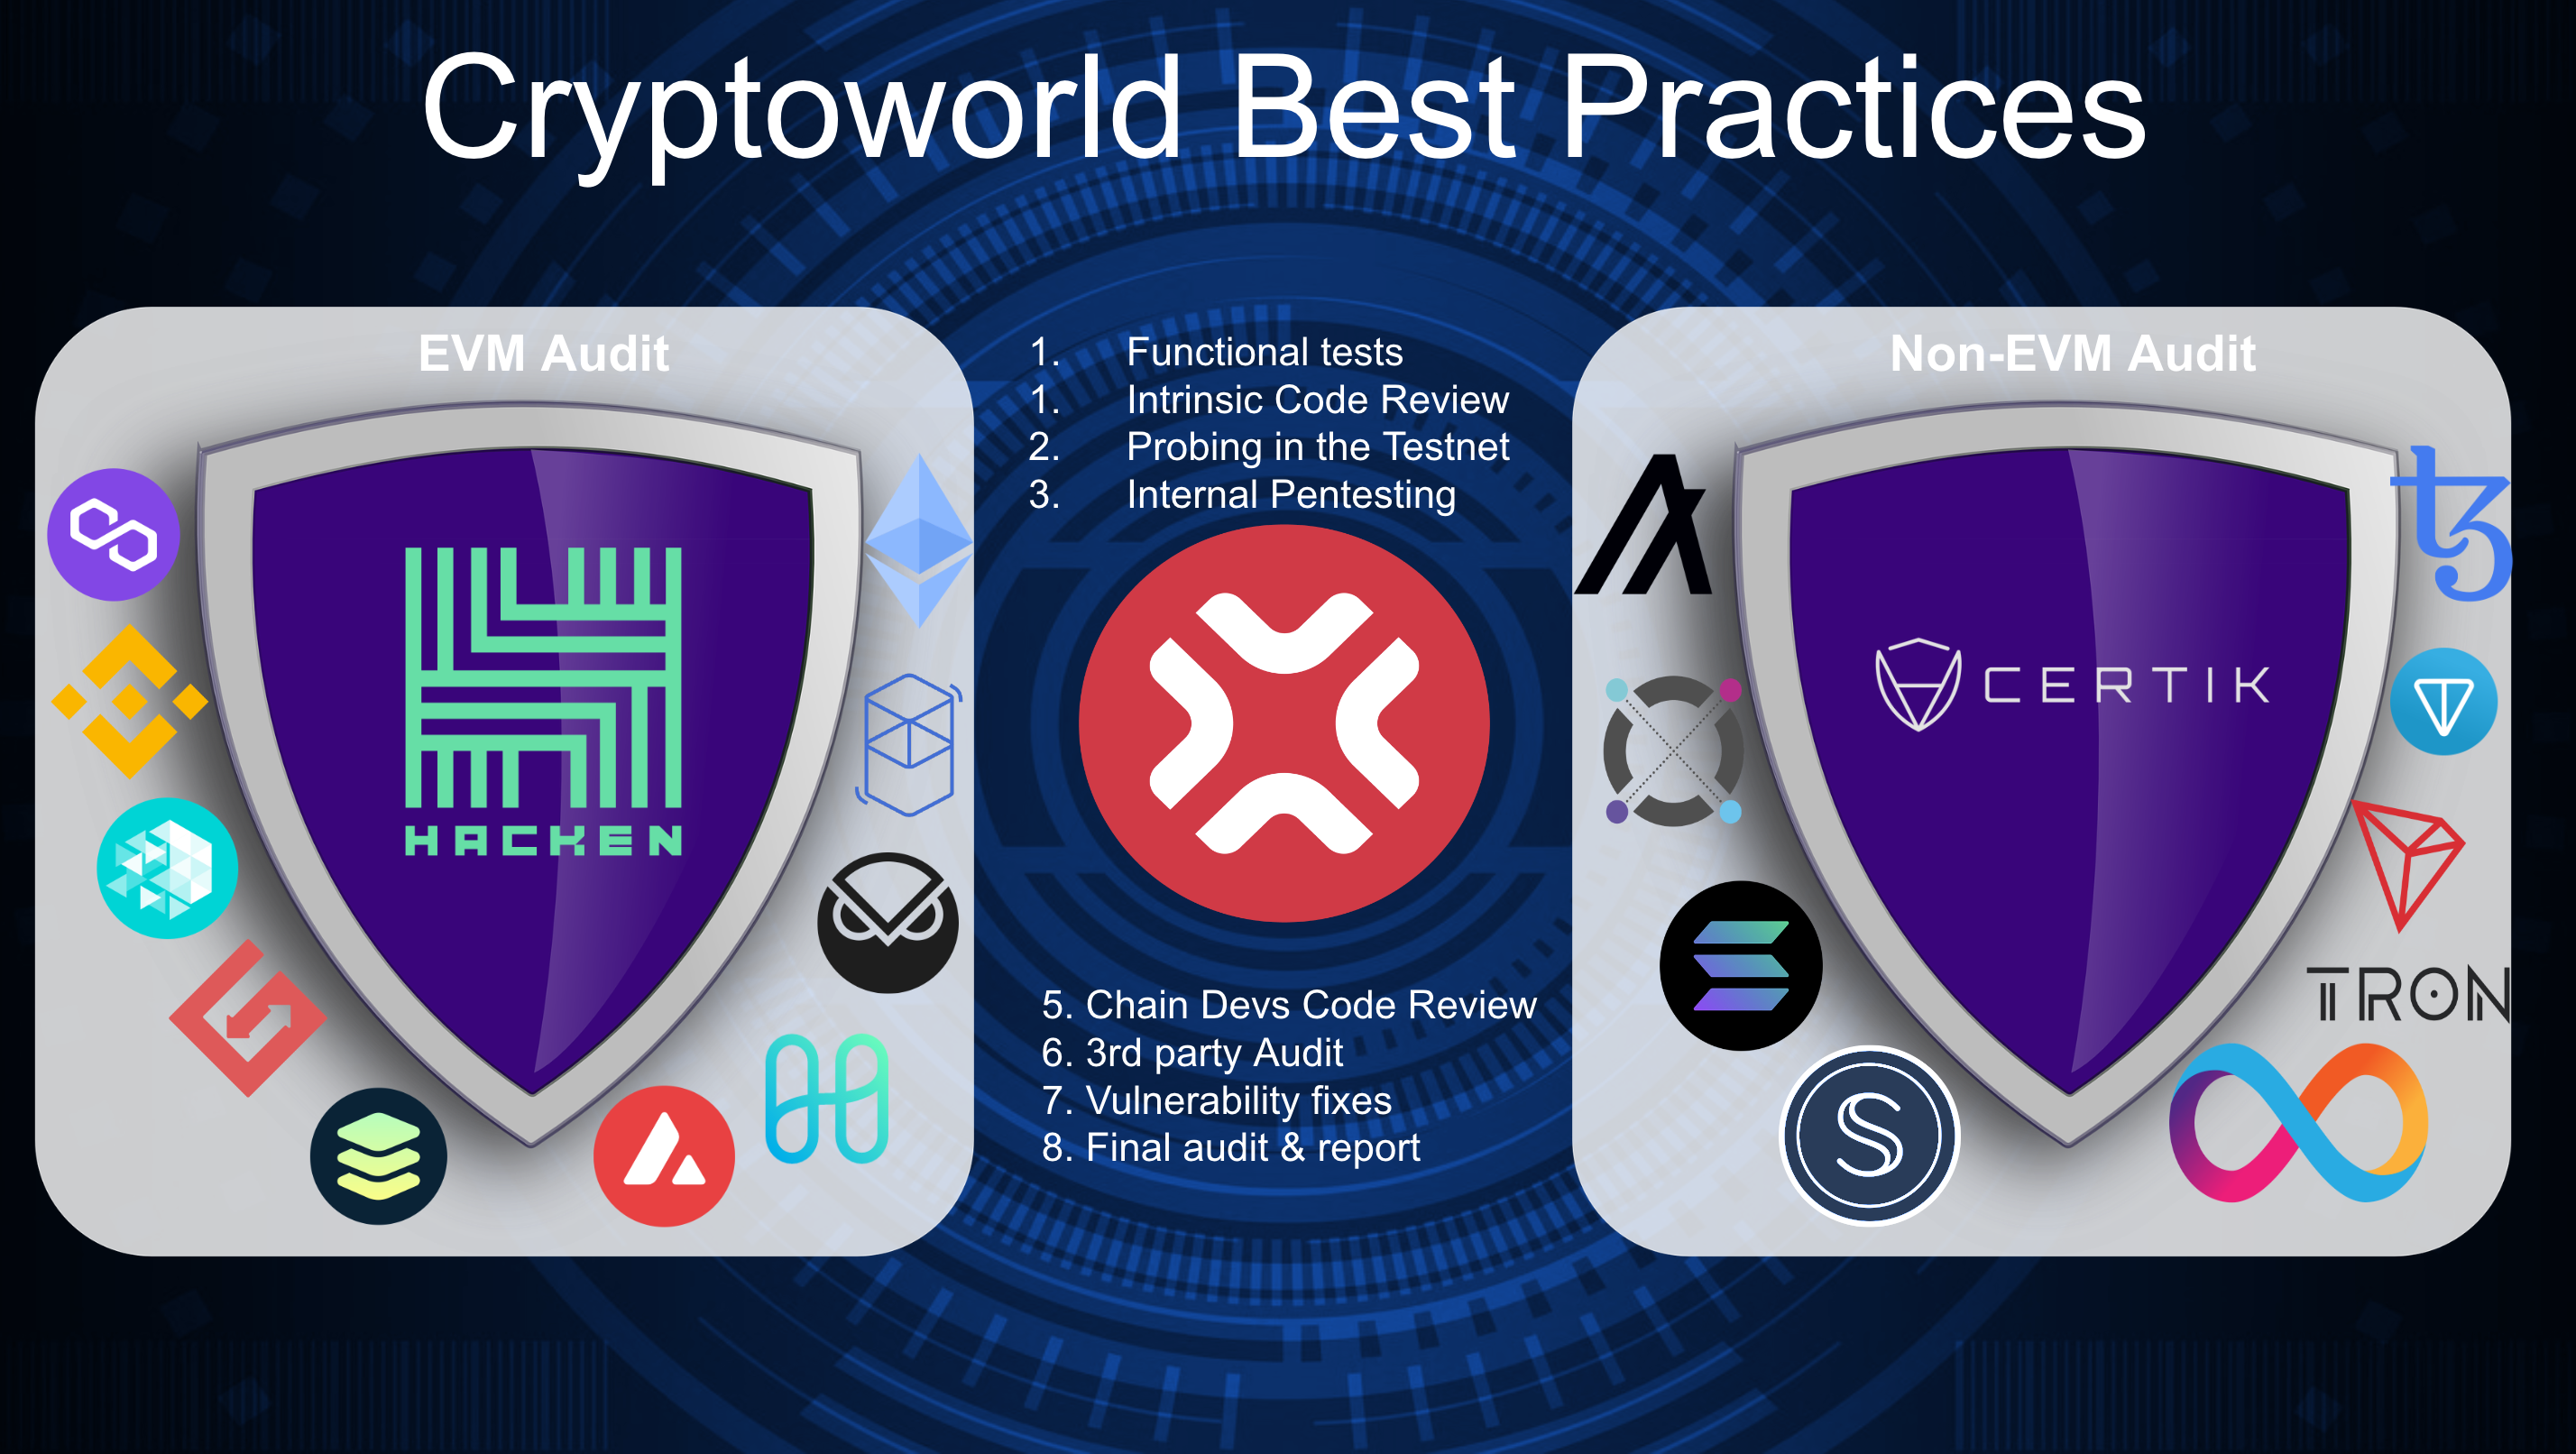 Cryptoworld Best Practices
EVM Audit
HACKEN
1. Functional tests
1. Intrinsic Code Review
2. Probing in the Testnet
3. Internal Pentesting
5. Chain Devs Code Review
6. 3rd party Audit
7. Vulnerability fixes
8. Final audit & report
Non-EVM Audit
CERTIK
TRON